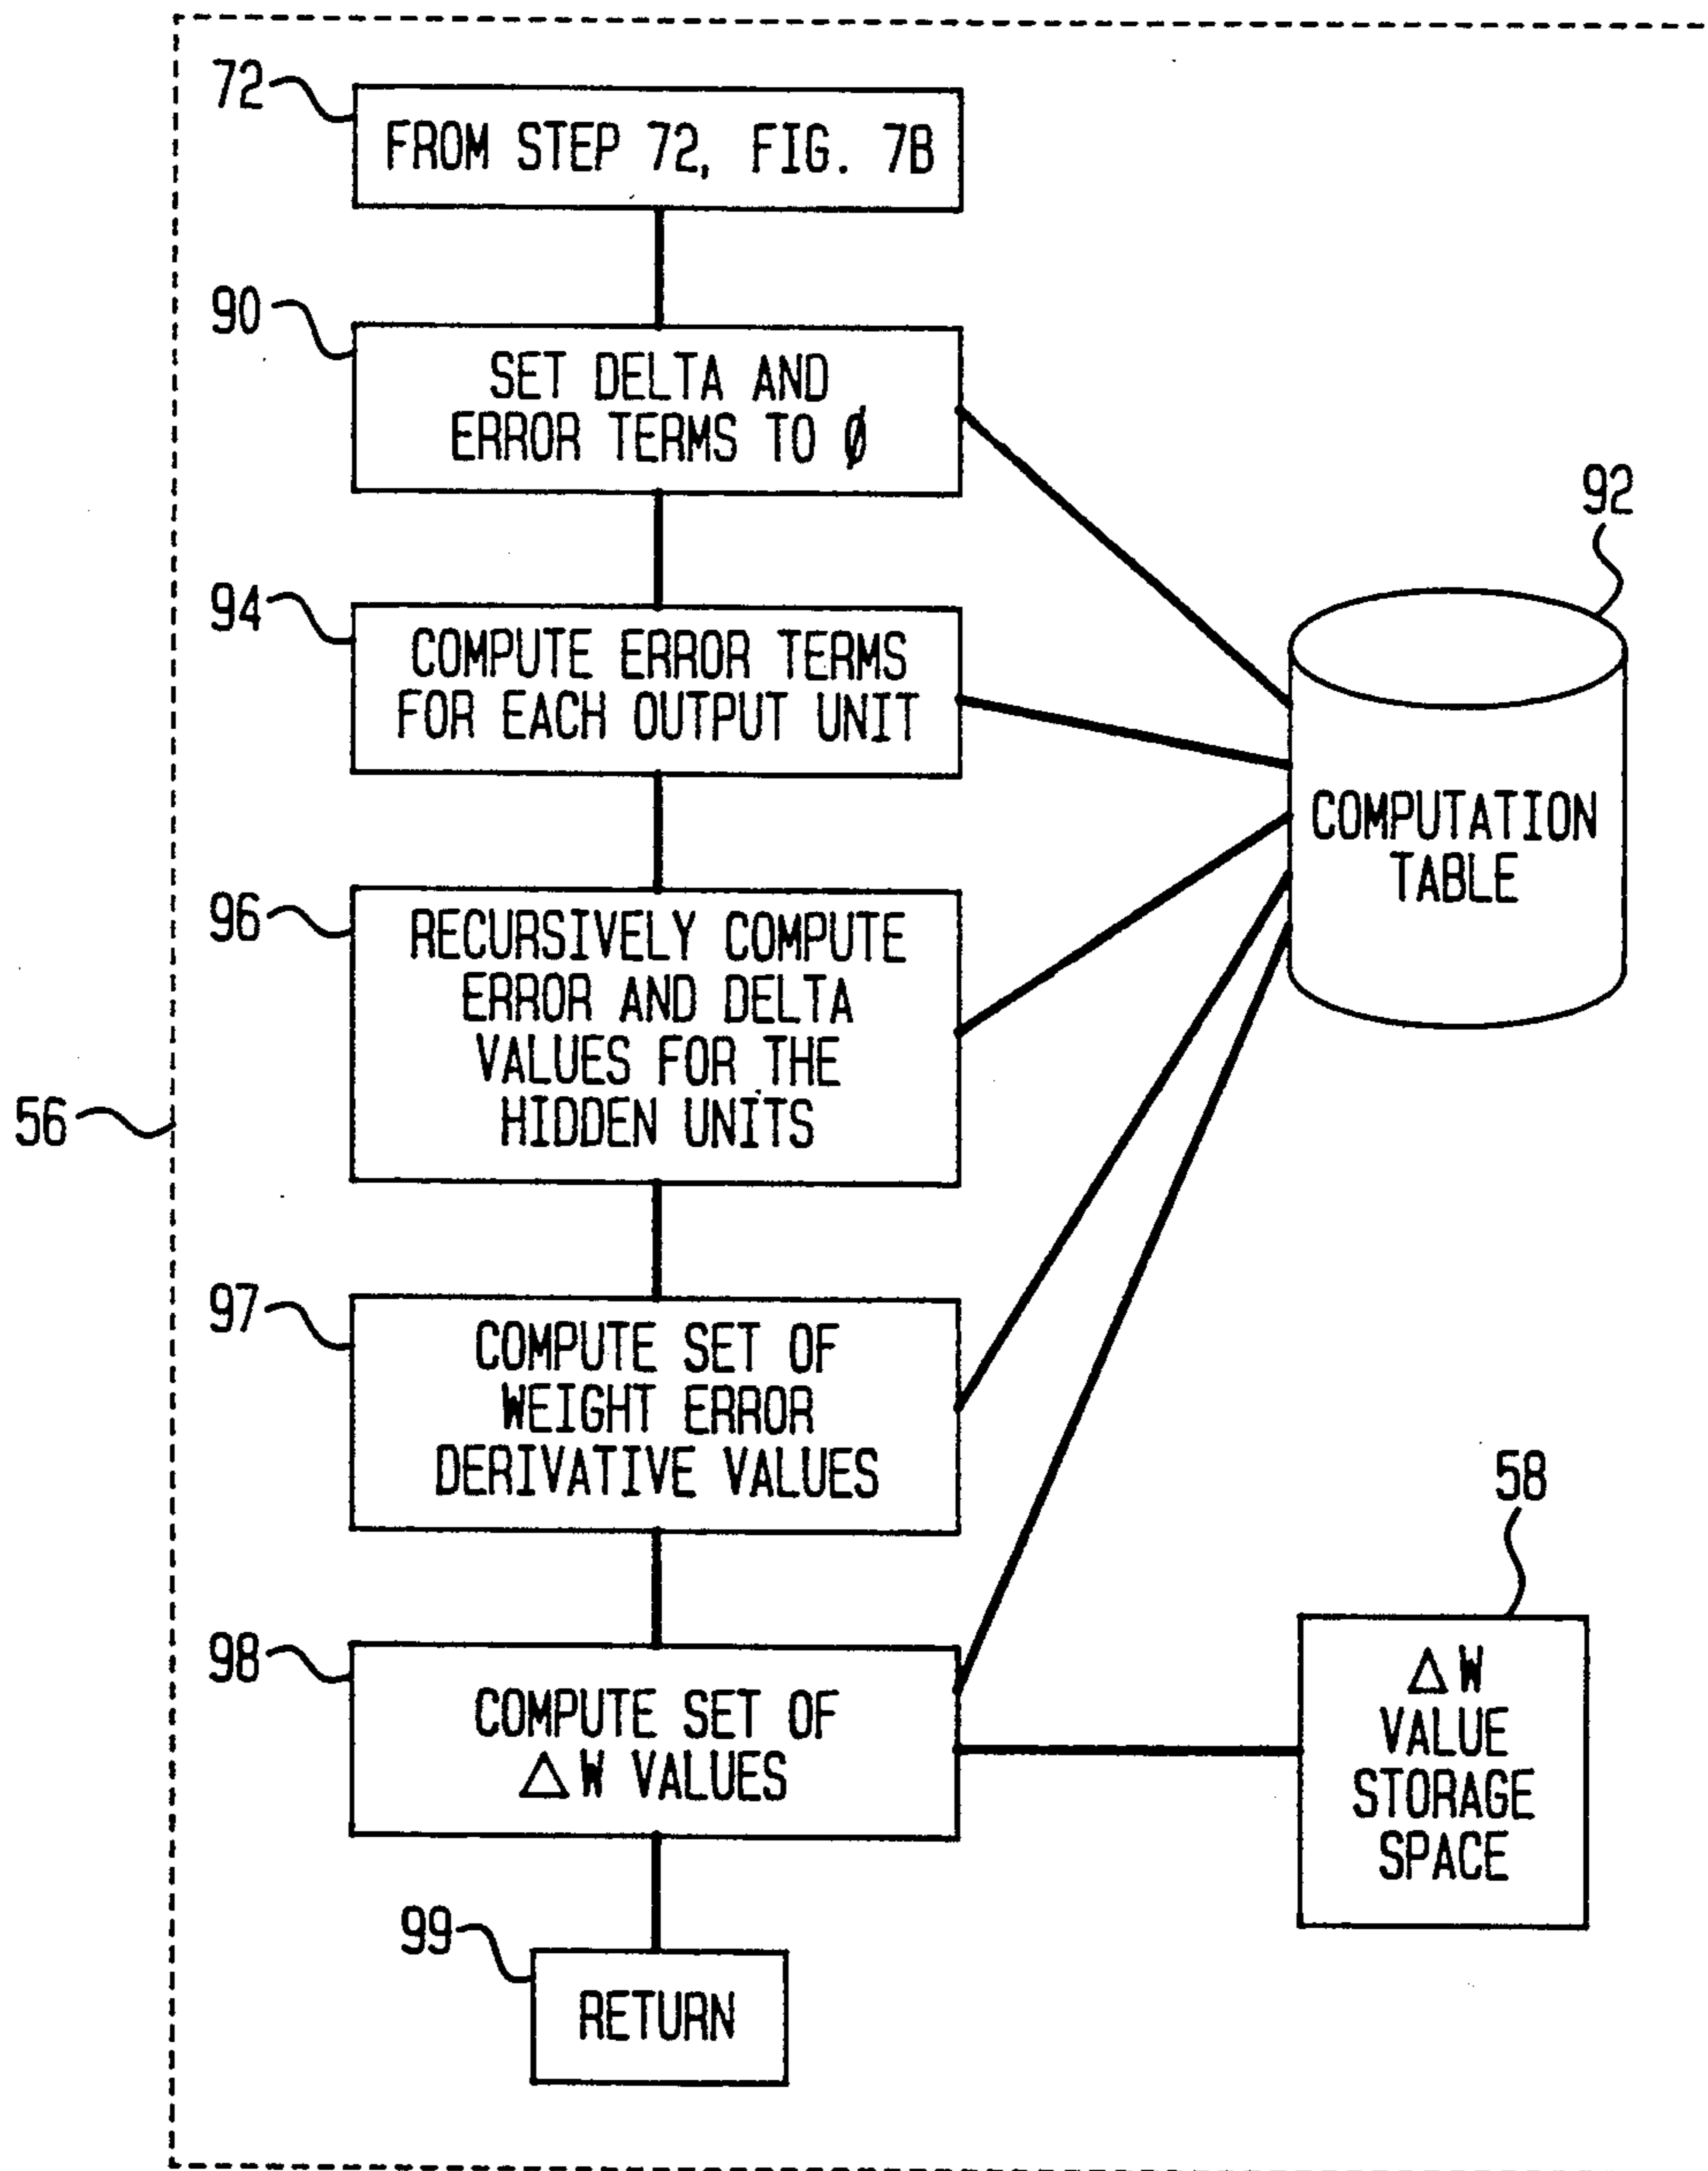 72
FROM STEP 72, FIG. 7B
90
SET DELTA AND
ERROR TERMS TO Ø
92
94
COMPUTE ERROR TERMS
FOR EACH OUTPUT UNIT
COMPUTATION
TABLE
96
RECURSIVELY COMPUTE
ERROR AND DELTA
VALUES FOR THE
HIDDEN UNITS
56
97
COMPUTE SET OF
WEIGHT ERROR
DERIVATIVE VALUES
58
98
COMPUTE SET OF
△W VALUES
△W
VALUE
STORAGE
SPACE
99
RETURN